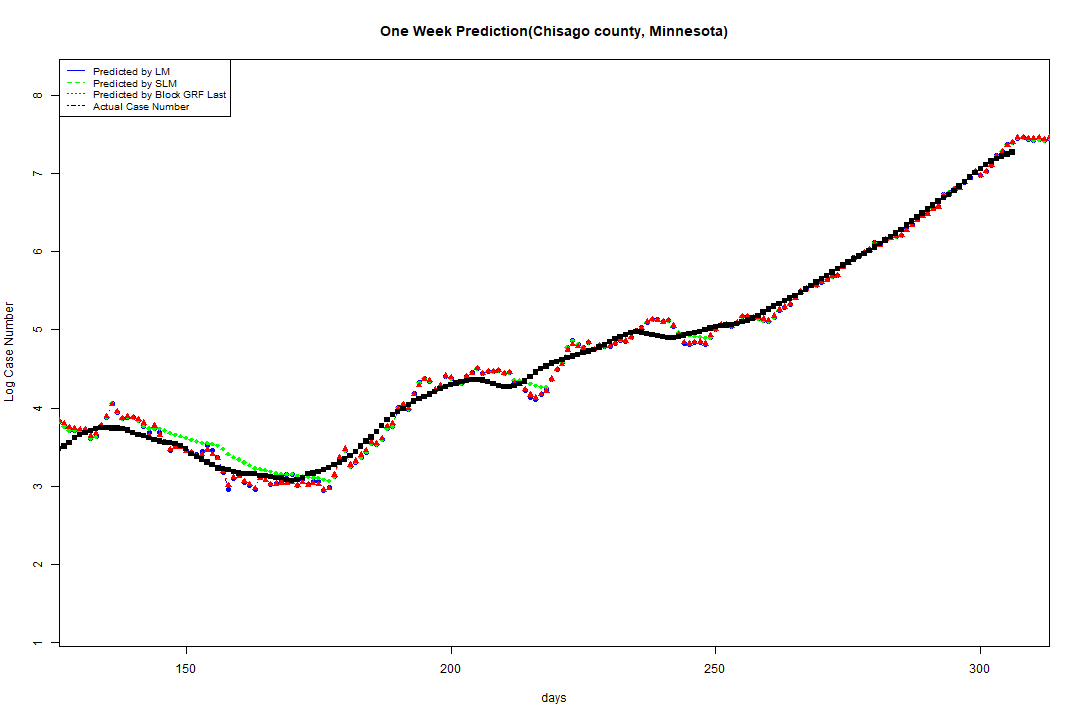 One Week Prediction(Chisago county, Minnesota)
Predicted by LM
Predicted by SLM
Predicted by Block GRF Last
Actual Case Number
8
7
6
5
4
3
2
1
Log Case Number
150 200 250 300
days